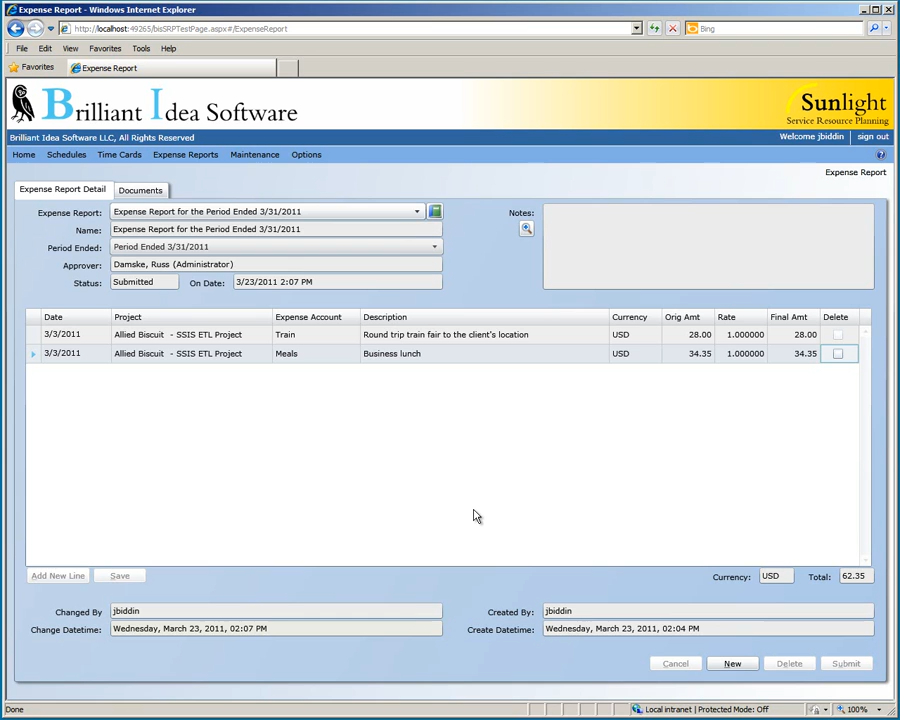 Expense Report - Windows Internet Explorer
http://localhost:49265/bisSRPTestPage.aspx#/ExpenseReport
Bing
File Edit View Favorites Tools Help
Favorites Expense Report
Brilliant Idea Software
Sunlight
Service Resource Planning
Brilliant Idea Software LLC, All Rights Reserved Welcome jbiddin sign out
Home Schedules Time Cards Expense Reports Maintenance Options
Expense Report
Expense Report Detail Documents
Expense Report: Expense Report for the Period Ended 3/31/2011 Notes:
Name: Expense Report for the Period Ended 3/31/2011
Period Ended: Period Ended 3/31/2011
Approver: Damske, Russ (Administrator)
Status: Submitted On Date: 3/23/2011 2:07 PM
Date Project Expense Account Description Currency Orig Amt Rate Final Amt Delete
3/3/2011 Allied Biscuit - SSIS ETL Project Train Round trip train fair to the client's location USD 28.00 1.000000 28.00
3/3/2011 Allied Biscuit - SSIS ETL Project Meals Business lunch USD 34.35 1.000000 34.35
Add New Line Save Currency: USD Total: 62.35
Changed By jbiddin Created By: jbiddin
Change Datetime: Wednesday, March 23, 2011, 02:07 PM Create Datetime: Wednesday, March 23, 2011, 02:04 PM
Cancel New Delete Submit
Done Local intranet | Protected Mode: Off 100%